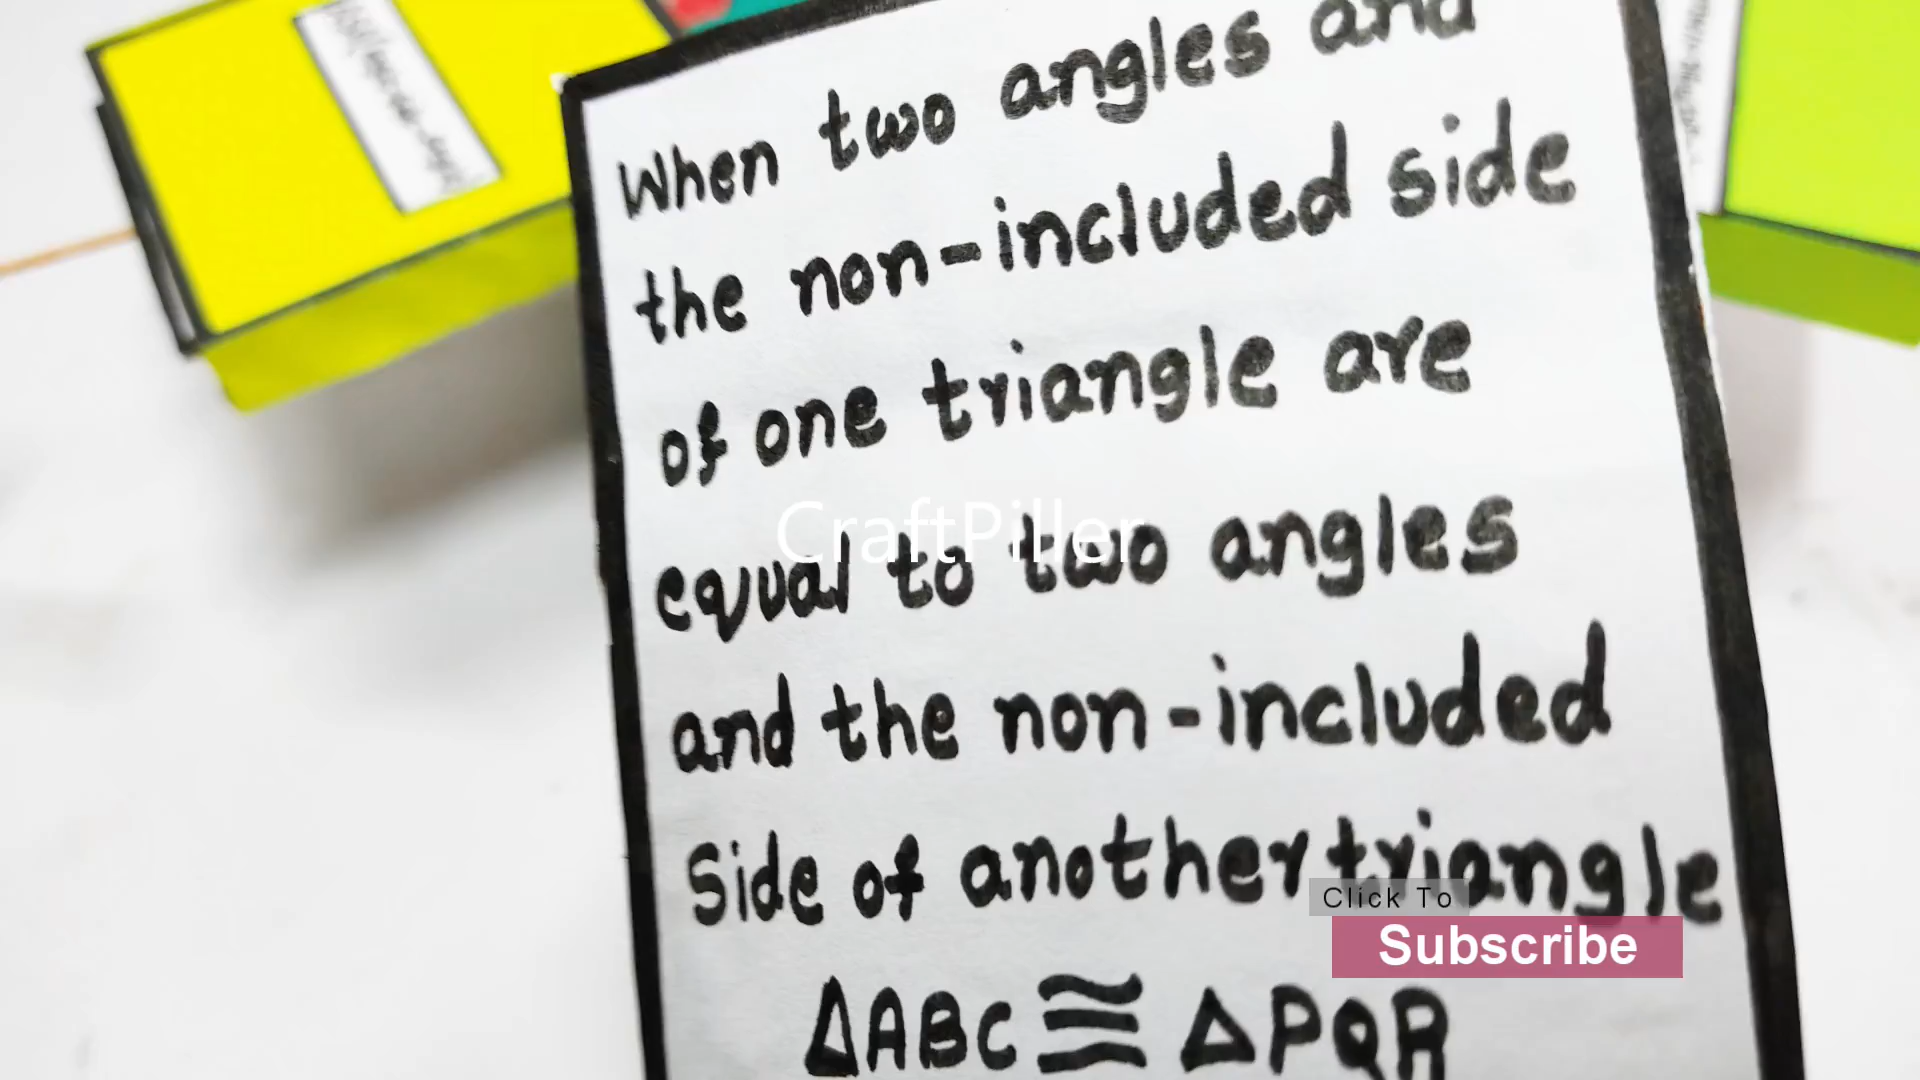 When two angles and
the non-included side
of one triangle are
equal to two angles
and the non-included
Side of another triangle
ΔABC ≅ ΔPQR
CraftPiller
Click To
Subscribe